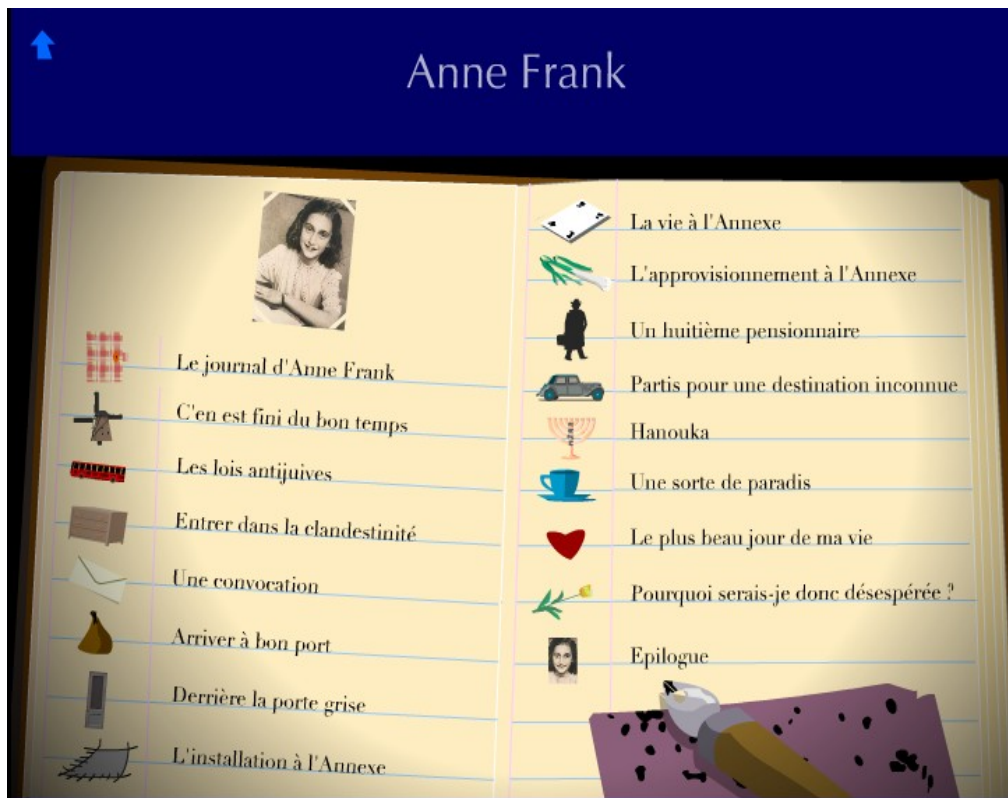 Anne Frank
Le journal d'Anne Frank
C'en est fini du bon temps
Les lois antijuives
Entrer dans la clandestinité
Une convocation
Arriver à bon port
Derrière la porte grise
L'installation à l'Annexe
La vie à l'Annexe
L'approvisionnement à l'Annexe
Un huitième pensionnaire
Partis pour une destination inconnue
Hanouka
Une sorte de paradis
Le plus beau jour de ma vie
Pourquoi serais-je donc désespérée ?
Epilogue